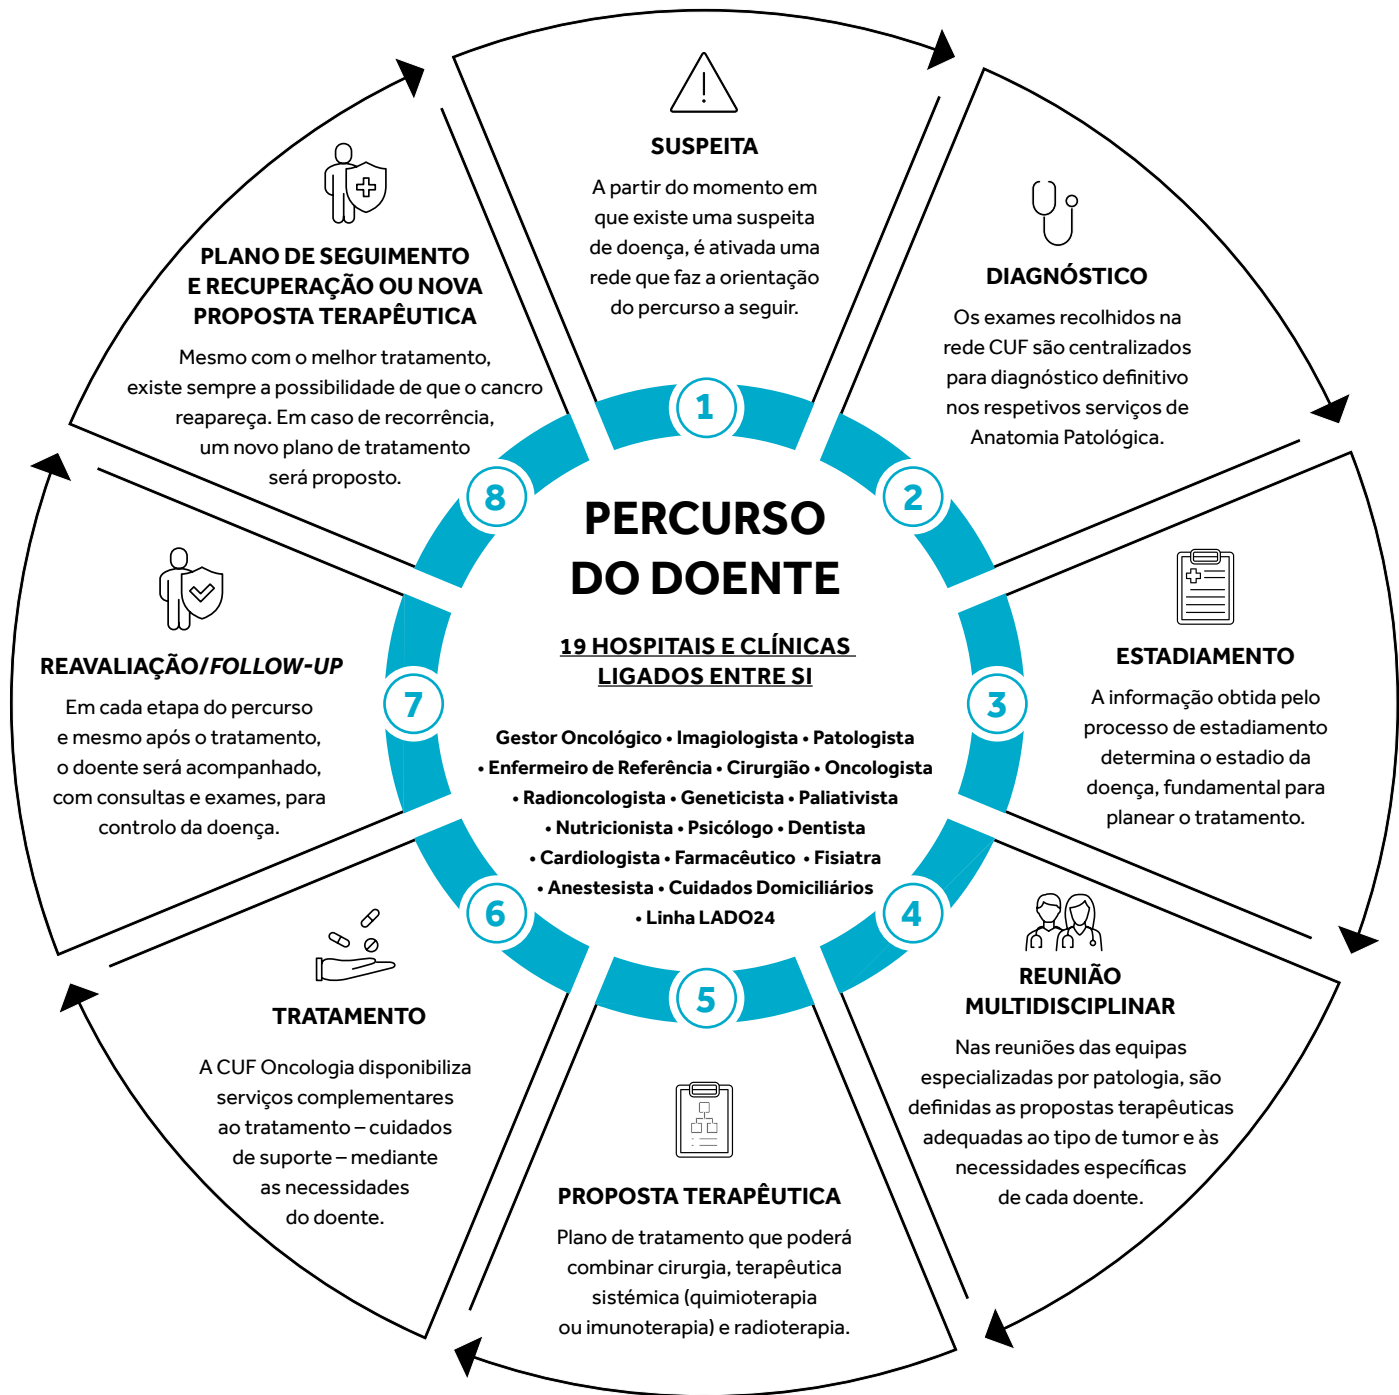 SUSPEITA
A partir do momento em
que existe uma suspeita
de doença, é ativada uma
rede que faz a orientação
do percurso a seguir.
1
DIAGNÓSTICO
Os exames recolhidos na
rede CUF são centralizados
para diagnóstico definitivo
nos respetivos serviços de
Anatomia Patológica.
2
ESTADIAMENTO
A informação obtida pelo
processo de estadiamento
determina o estadio da
doença, fundamental para
planear o tratamento.
3
REUNIÃO
MULTIDISCIPLINAR
Nas reuniões das equipas
especializadas por patologia, são
definidas as propostas terapêuticas
adequadas ao tipo de tumor e às
necessidades específicas
de cada doente.
4
PROPOSTA TERAPÊUTICA
Plano de tratamento que poderá
combinar cirurgia, terapêutica
sistémica (quimioterapia
ou imunoterapia) e radioterapia.
5
TRATAMENTO
A CUF Oncologia disponibiliza
serviços complementares
ao tratamento – cuidados
de suporte – mediante
as necessidades
do doente.
6
REAVALIAÇÃO/FOLLOW-UP
Em cada etapa do percurso
e mesmo após o tratamento,
o doente será acompanhado,
com consultas e exames, para
controlo da doença.
7
PLANO DE SEGUIMENTO
E RECUPERAÇÃO OU NOVA
PROPOSTA TERAPÊUTICA
Mesmo com o melhor tratamento,
existe sempre a possibilidade de que o cancro
reapareça. Em caso de recorrência,
um novo plano de tratamento
será proposto.
8
PERCURSO
DO DOENTE
19 HOSPITAIS E CLÍNICAS
LIGADOS ENTRE SI
Gestor Oncológico • Imagiologista • Patologista
• Enfermeiro de Referência • Cirurgião • Oncologista
• Radioncologista • Geneticista • Paliativista
• Nutricionista • Psicólogo • Dentista
• Cardiologista • Farmacêutico • Fisiatra
• Anestesista • Cuidados Domiciliários
• Linha LADO24